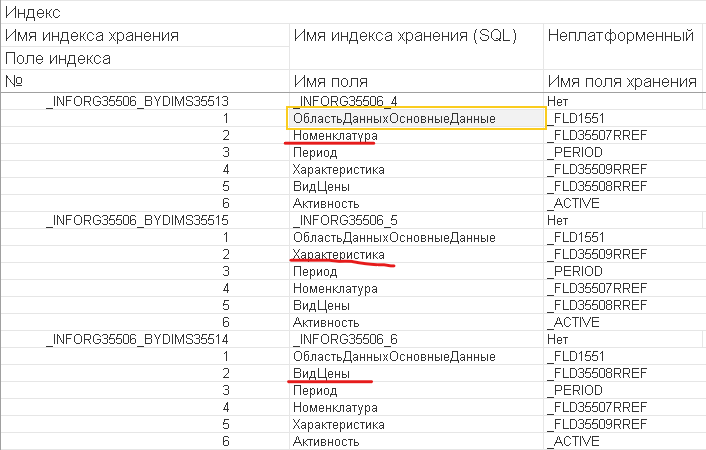 Индекс
Имя индекса хранения Имя индекса хранения (SQL) Неплатформенный
Поле индекса
№ Имя поля Имя поля хранения
_INFORG35506_BYDIMS35513 _INFORG35506_4 Нет
1 ОбластьДанныхОсновныеДанные _FLD1551
2 Номенклатура _FLD35507RREF
3 Период _PERIOD
4 Характеристика _FLD35509RREF
5 ВидЦены _FLD35508RREF
6 Активность _ACTIVE
_INFORG35506_BYDIMS35515 _INFORG35506_5 Нет
1 ОбластьДанныхОсновныеДанные _FLD1551
2 Характеристика _FLD35509RREF
3 Период _PERIOD
4 Номенклатура _FLD35507RREF
5 ВидЦены _FLD35508RREF
6 Активность _ACTIVE
_INFORG35506_BYDIMS35514 _INFORG35506_6 Нет
1 ОбластьДанныхОсновныеДанные _FLD1551
2 ВидЦены _FLD35508RREF
3 Период _PERIOD
4 Номенклатура _FLD35507RREF
5 Характеристика _FLD35509RREF
6 Активность _ACTIVE